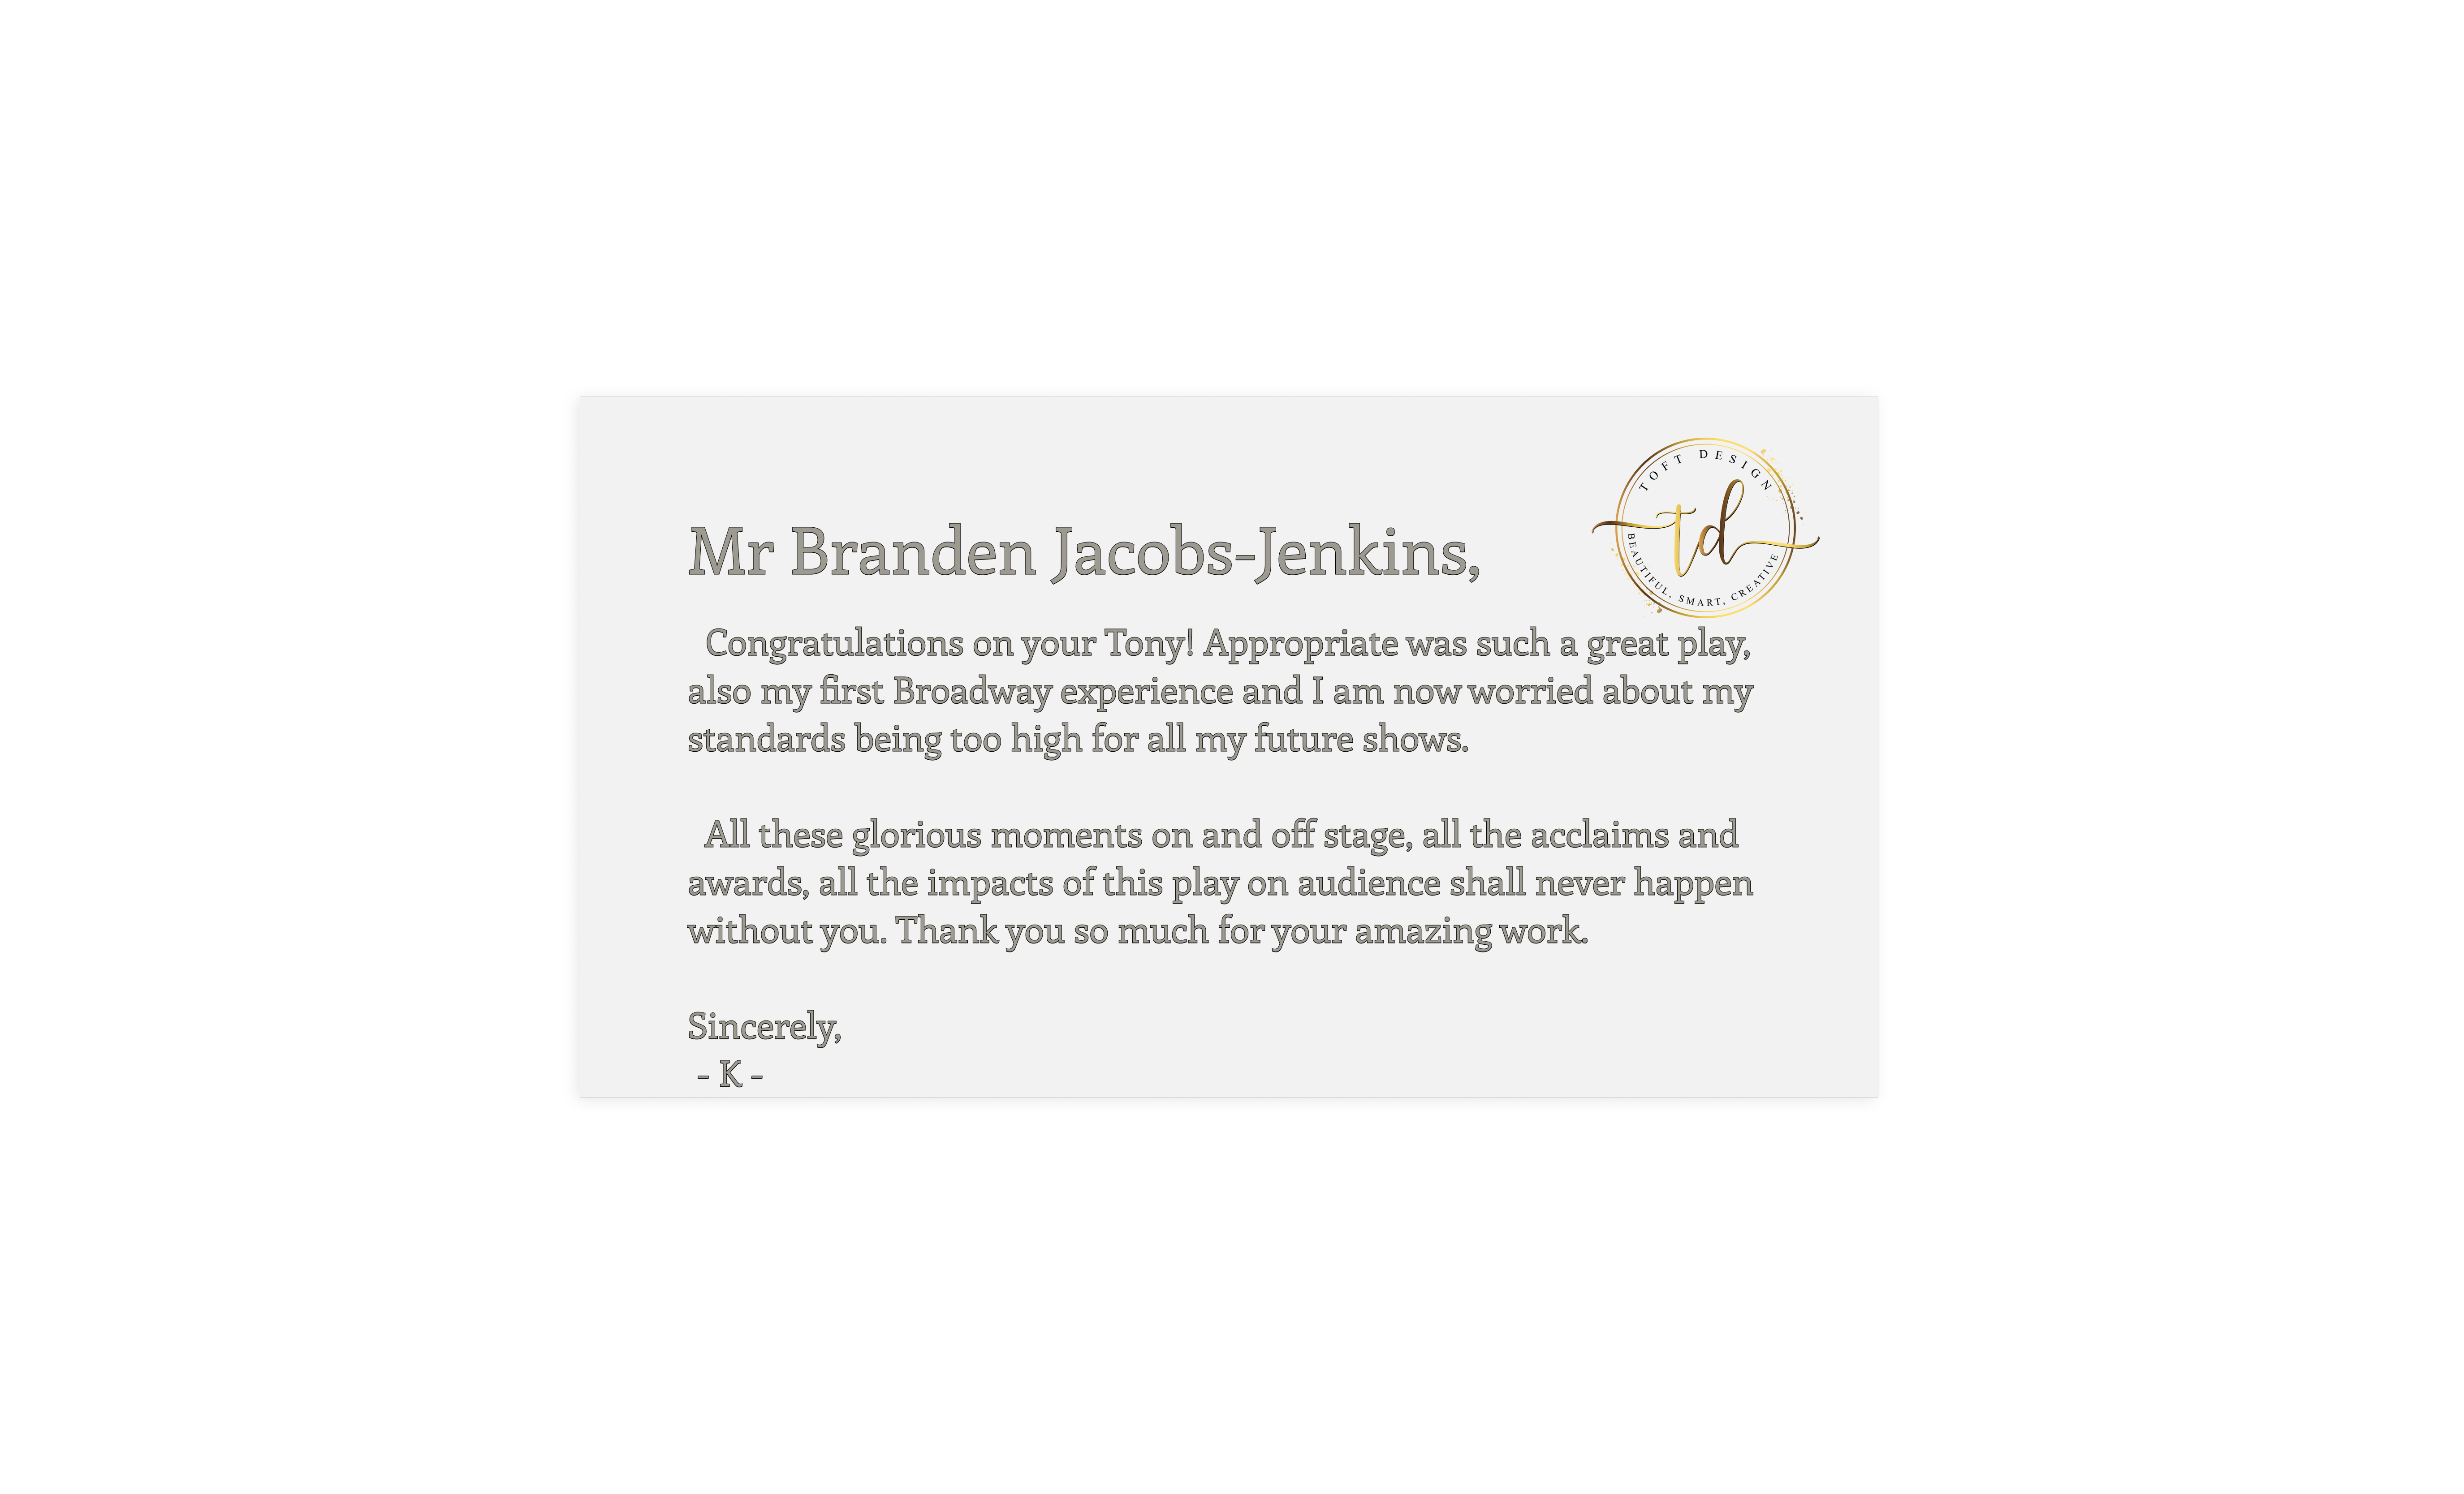 TOFT DESIGN
td
BEAUTIFUL, SMART, CREATIVE
Mr Branden Jacobs-Jenkins,
Congratulations on your Tony! Appropriate was such a great play,
also my first Broadway experience and I am now worried about my
standards being too high for all my future shows.
All these glorious moments on and off stage, all the acclaims and
awards, all the impacts of this play on audience shall never happen
without you. Thank you so much for your amazing work.
Sincerely,
- K -